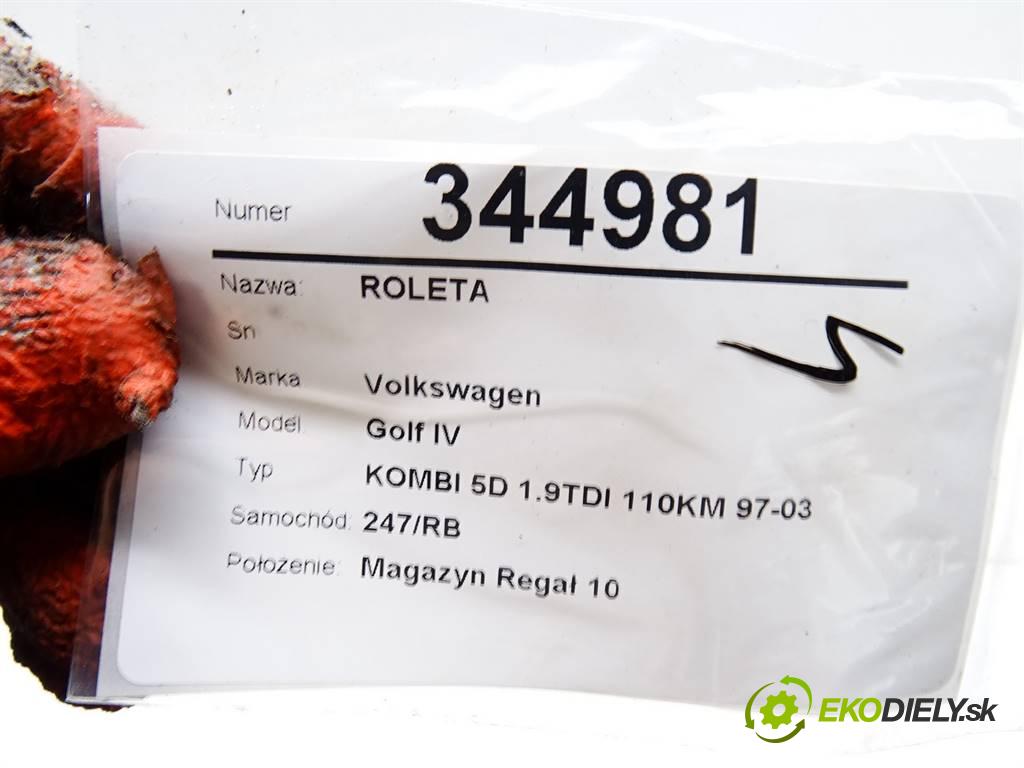 Numer 344981
Nazwa: ROLETA
Sn
Marka Volkswagen
Model Golf IV
Typ KOMBI 5D 1.9TDI 110KM 97-03
Samochód: 247/RB
Położenie: Magazyn Regał 10
EKODIELY.sk